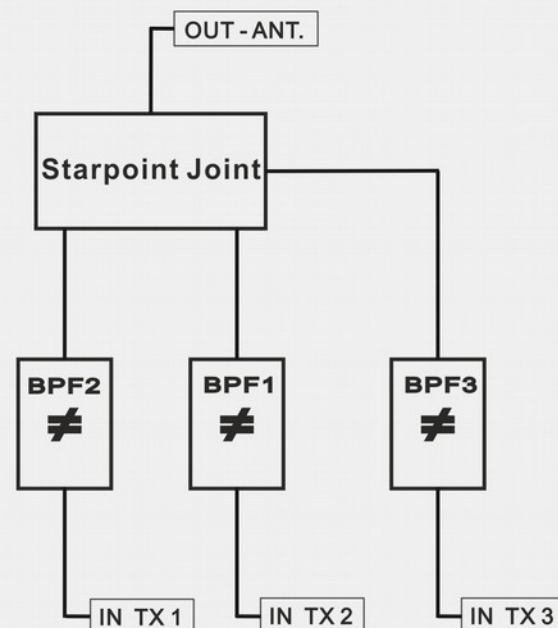 OUT - ANT.
Starpoint Joint
BPF2 BPF1 BPF3
≠ ≠ ≠
IN TX 1 IN TX 2 IN TX 3